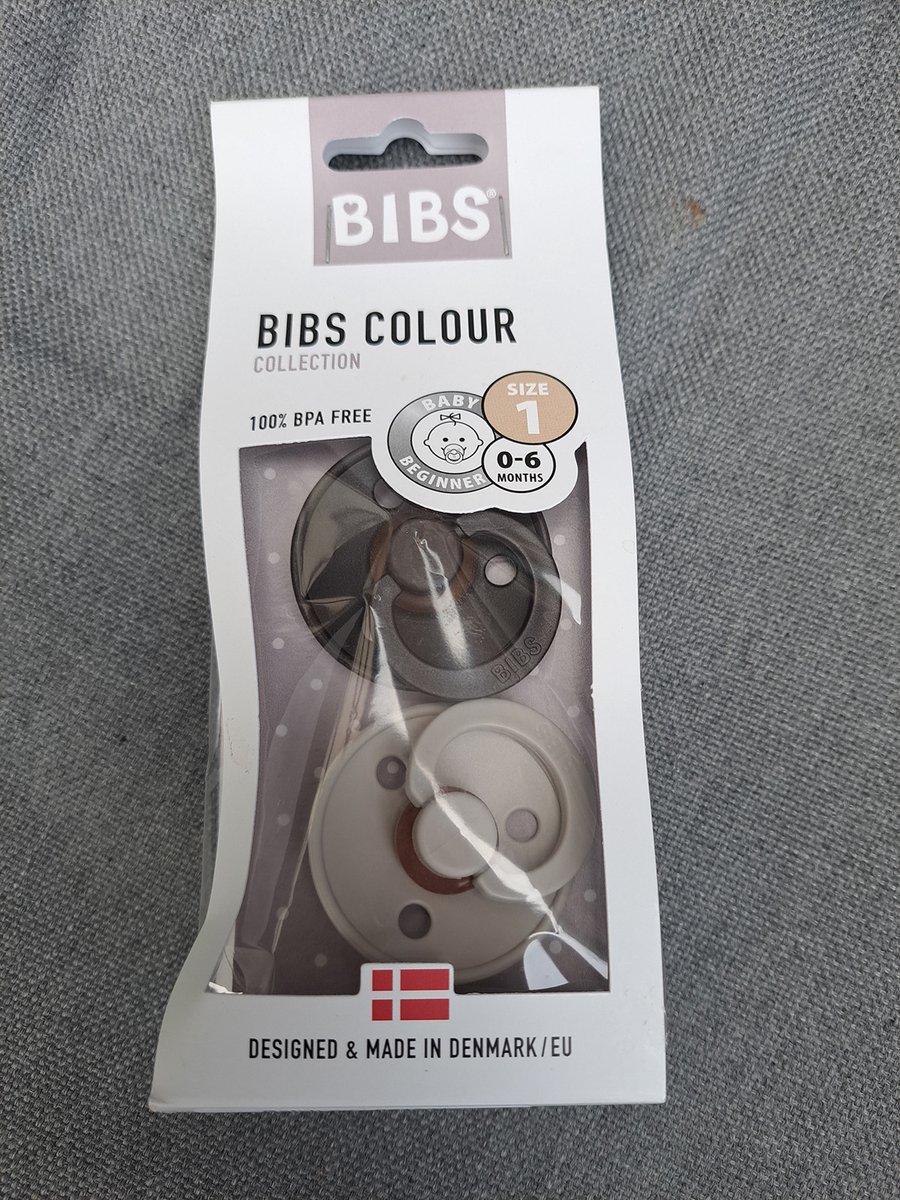 BIBS®
BIBS COLOUR
COLLECTION
100% BPA FREE
BABY
BEGINNER
SIZE
1
0-6
MONTHS
BIBS
DESIGNED & MADE IN DENMARK/EU